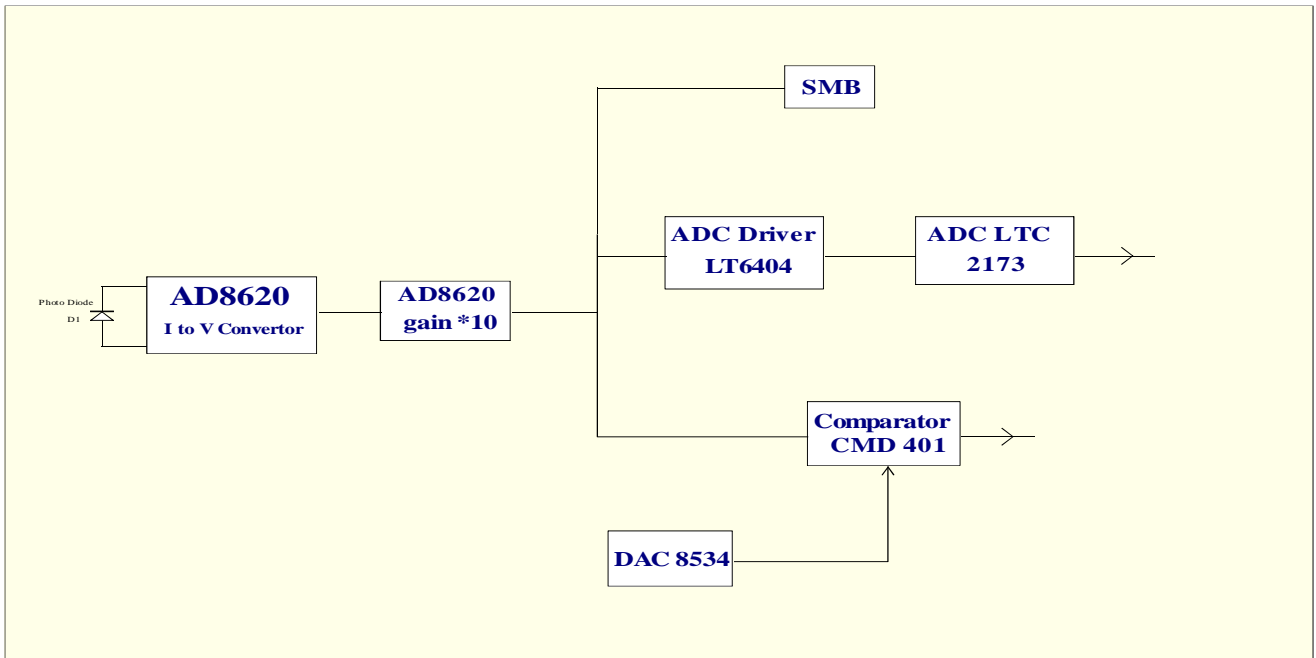 SMB
ADC Driver
LT6404
ADC LTC
2173
Photo Diode
D1
AD8620
I to V Convertor
AD8620
gain *10
Comparator
CMD 401
DAC 8534